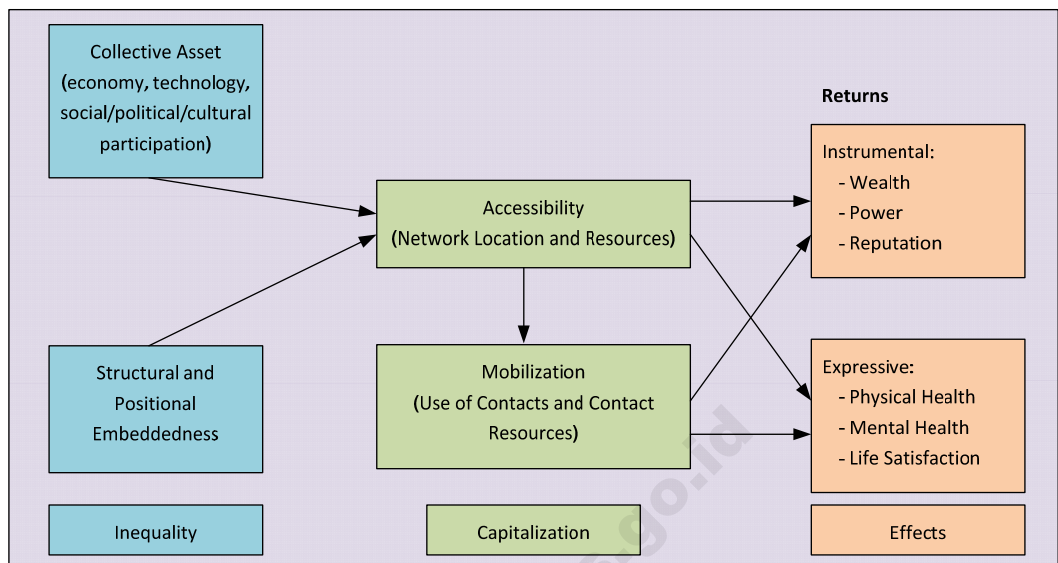 Collective Asset
(economy, technology,
social/political/cultural
participation)
Structural and
Positional
Embeddedness
Inequality
Accessibility
(Network Location and Resources)
Mobilization
(Use of Contacts and Contact
Resources)
Capitalization
Returns
Instrumental:
- Wealth
- Power
- Reputation
Expressive:
- Physical Health
- Mental Health
- Life Satisfaction
Effects
.go.id